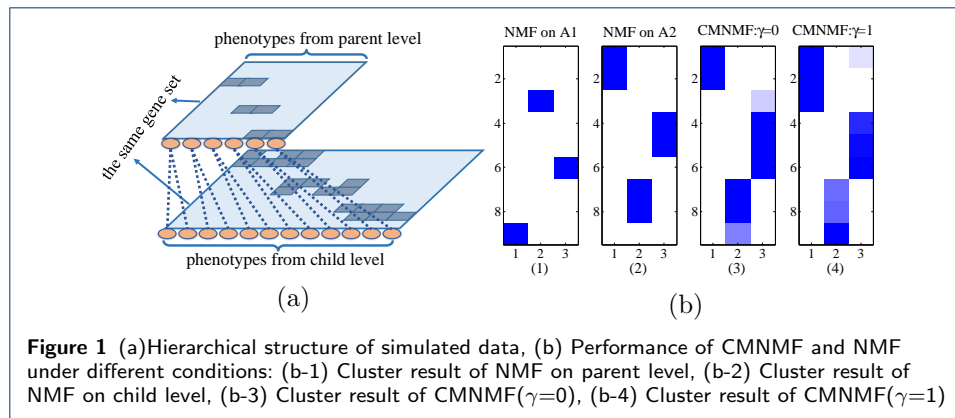 phenotypes from parent level
the same gene set
phenotypes from child level
(a)
NMF on A1
NMF on A2
CMNMF:γ=0
CMNMF:γ=1
2
4
6
8
2
4
6
8
2
4
6
8
2
4
6
8
1 2 3
1 2 3
1 2 3
1 2 3
(1)
(2)
(3)
(4)
(b)
Figure 1 (a)Hierarchical structure of simulated data, (b) Performance of CMNMF and NMF
under different conditions: (b-1) Cluster result of NMF on parent level, (b-2) Cluster result of
NMF on child level, (b-3) Cluster result of CMNMF(γ=0), (b-4) Cluster result of CMNMF(γ=1)